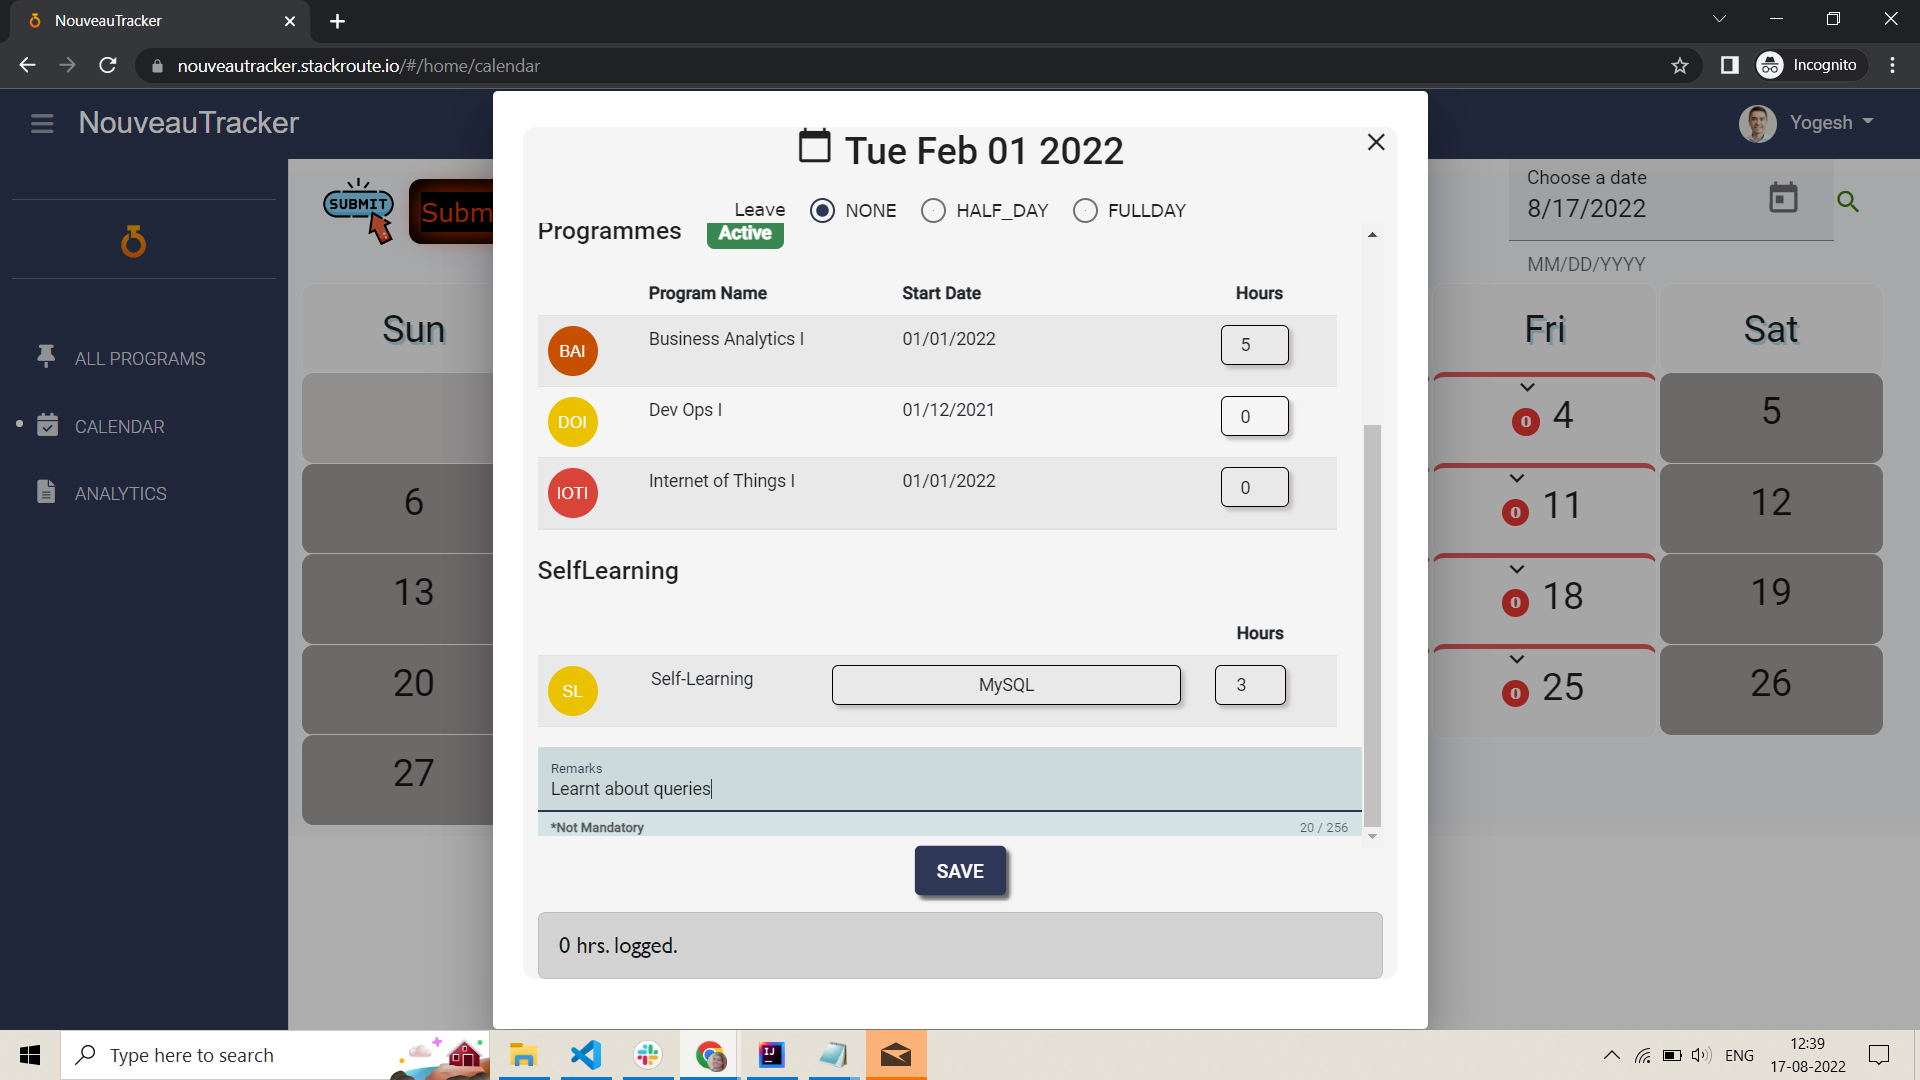 NouveauTracker
nouveautracker.stackroute.io/#/home/calendar
Incognito
NouveauTracker
Yogesh
ALL PROGRAMS
CALENDAR
ANALYTICS
SUBMIT
Subm
Choose a date
8/17/2022
MM/DD/YYYY
Sun
Fri
Sat
4
0
5
6
11
0
12
13
18
0
19
20
25
0
26
27
Tue Feb 01 2022
Leave NONE HALF_DAY FULLDAY
Programmes Active
Program Name Start Date Hours
BAI Business Analytics I 01/01/2022 5
DOI Dev Ops I 01/12/2021 0
IOTI Internet of Things I 01/01/2022 0
SelfLearning
Hours
SL Self-Learning MySQL 3
Remarks
Learnt about queries
*Not Mandatory 20 / 256
SAVE
0 hrs. logged.
Type here to search
IJ
ENG
12:39
17-08-2022